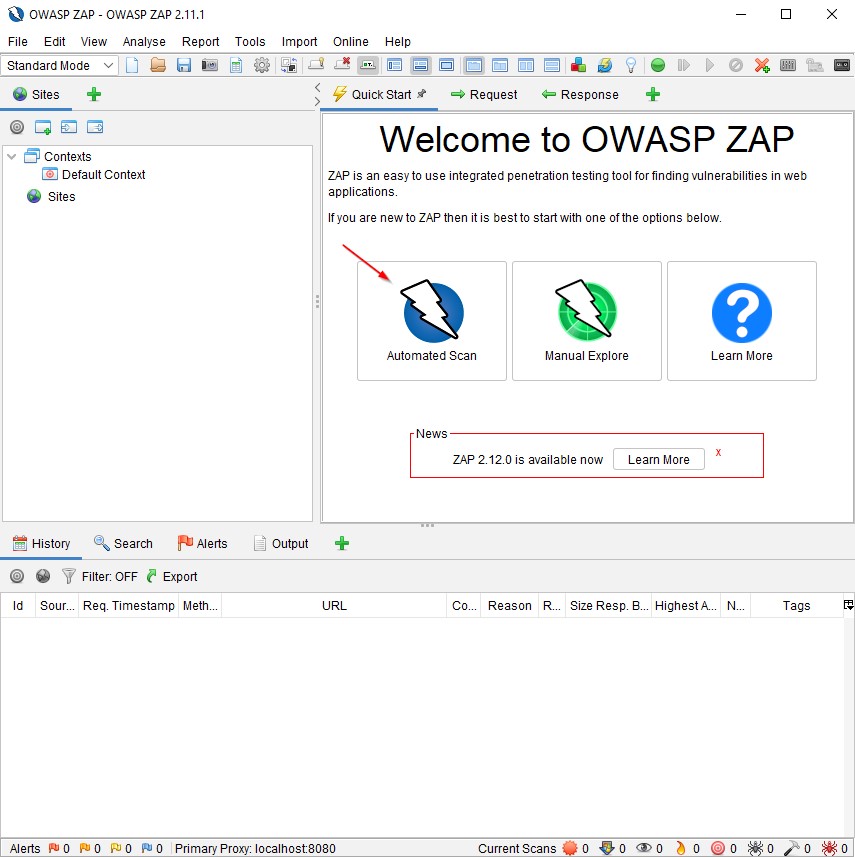 OWASP ZAP - OWASP ZAP 2.11.1
File Edit View Analyse Report Tools Import Online Help
Standard Mode
Sites
Quick Start Request Response
Contexts
Default Context
Sites
Welcome to OWASP ZAP
ZAP is an easy to use integrated penetration testing tool for finding vulnerabilities in web
applications.
If you are new to ZAP then it is best to start with one of the options below.
Automated Scan Manual Explore Learn More
News
ZAP 2.12.0 is available now Learn More X
History Search Alerts Output
Filter: OFF Export
Id Sour... Req. Timestamp Meth... URL Co... Reason R... Size Resp. B... Highest A... N... Tags
Alerts 0 0 0 0 Primary Proxy: localhost:8080 Current Scans 0 0 0 0 0 0 0 0